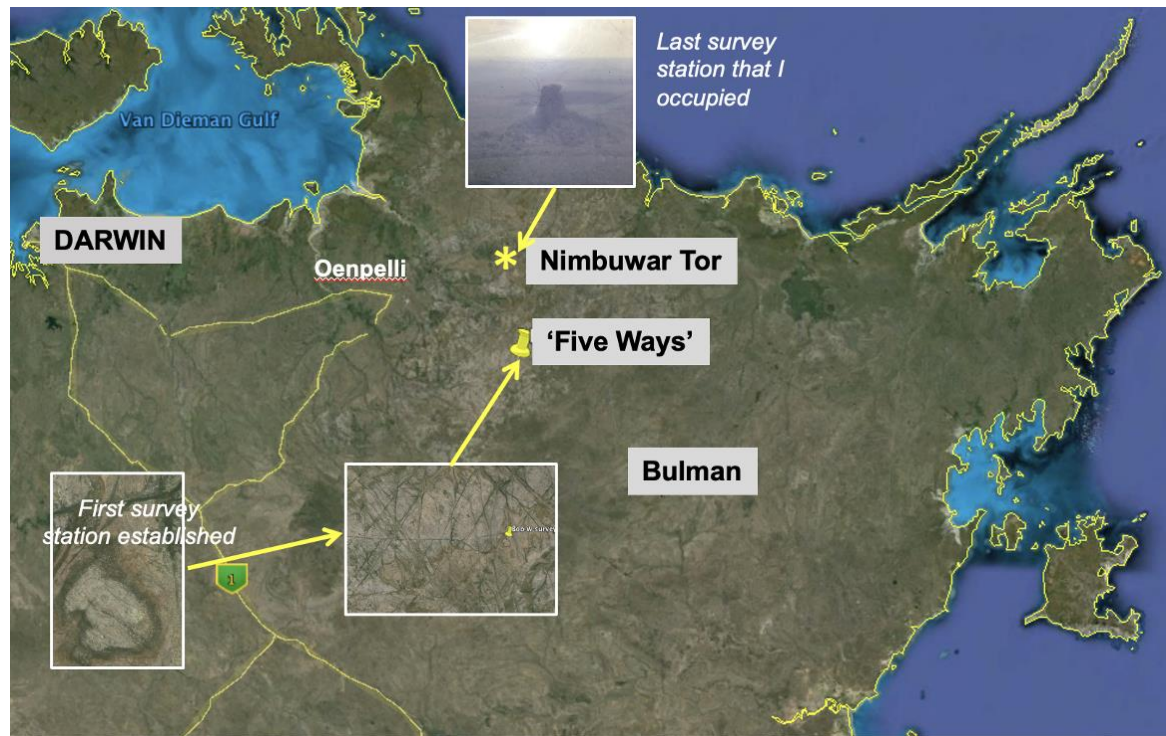 Last survey
station that I
occupied
Van Dieman Gulf
DARWIN
Oenpelli
Nimbuwar Tor
‘Five Ways’
Bulman
First survey
station established
1